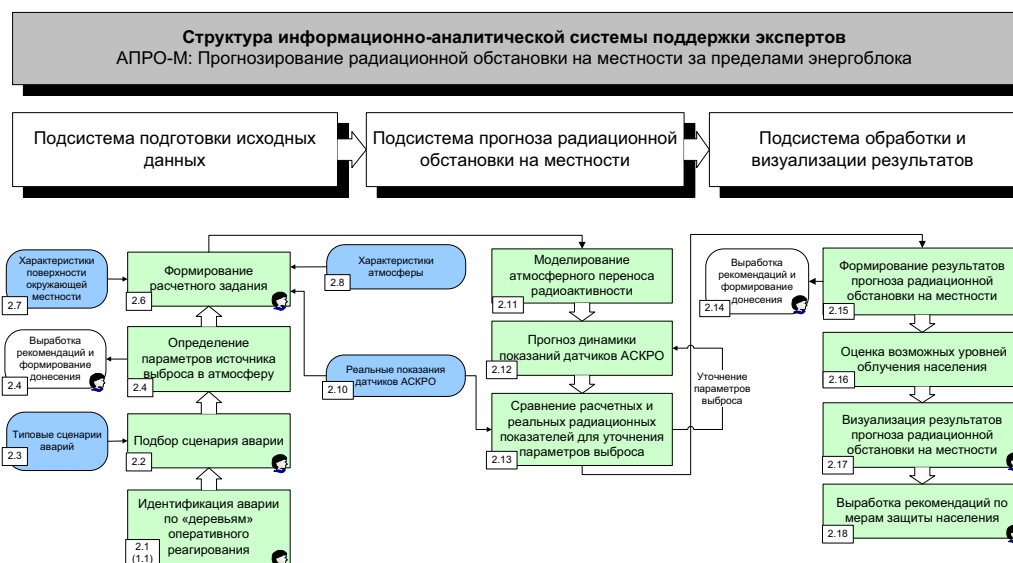 Структура информационно-аналитической системы поддержки экспертов
АПРО-М: Прогнозирование радиационной обстановки на местности за пределами энергоблока
Подсистема подготовки исходных
данных
Подсистема прогноза радиационной
обстановки на местности
Подсистема обработки и
визуализации результатов
Характеристики
поверхности
окружающей
местности
2.7
Формирование
расчетного задания
2.6
Характеристики
атмосферы
2.8
Выработка
рекомендаций и
формирование
донесения
2.4
Определение
параметров источника
выброса в атмосферу
2.4
Реальные показания
датчиков АСКРО
2.10
Типовые сценарии
аварий
2.3
Подбор сценария аварии
2.2
Идентификация аварии
по «деревьям»
оперативного
реагирования
2.1
(1.1)
Моделирование
атмосферного переноса
радиоактивности
2.11
Прогноз динамики
показаний датчиков АСКРО
2.12
Сравнение расчетных и
реальных радиационных
показателей для уточнения
параметров выброса
2.13
Уточнение
параметров
выброса
Выработка
рекомендаций и
формирование
донесения
2.14
Формирование результатов
прогноза радиационной
обстановки на местности
2.15
Оценка возможных уровней
облучения населения
2.16
Визуализация результатов
прогноза радиационной
обстановки на местности
2.17
Выработка рекомендаций по
мерам защиты населения
2.18